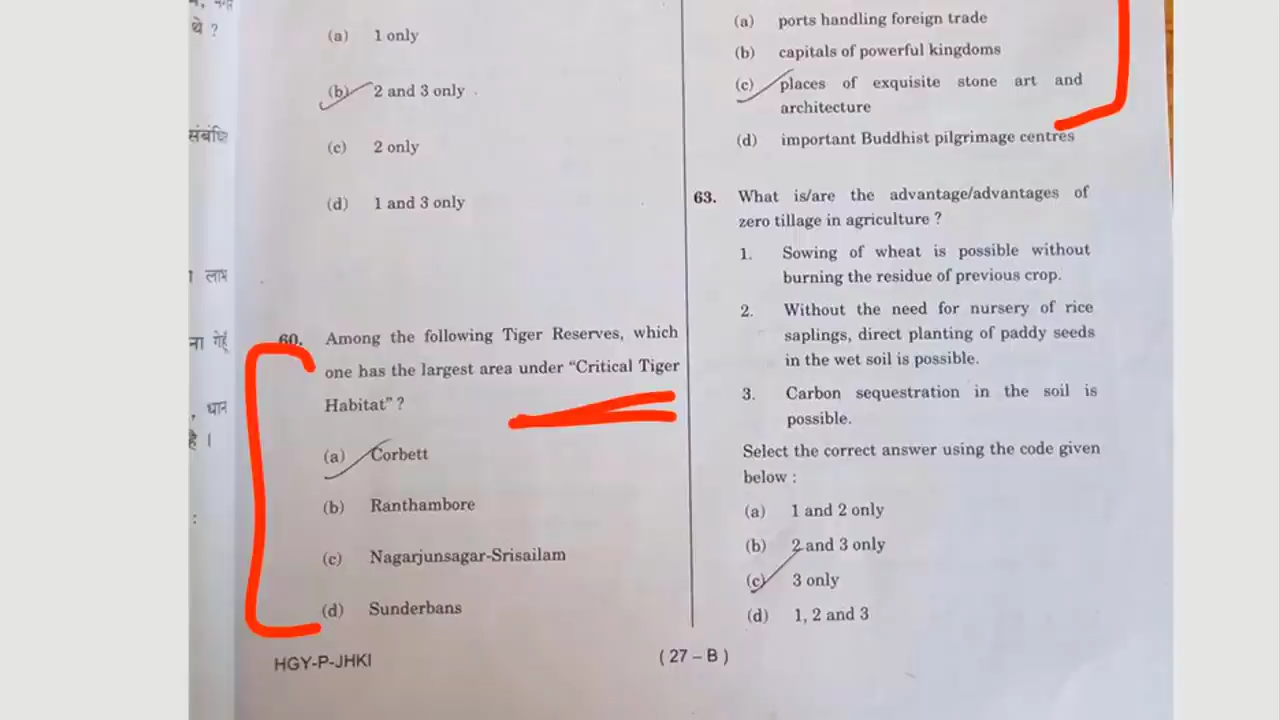 थे ?
संबंधित
लाभ
ना गेहूँ
, धान
है ।
:
(a) 1 only
(b) 2 and 3 only
(c) 2 only
(d) 1 and 3 only
60. Among the following Tiger Reserves, which
one has the largest area under “Critical Tiger
Habitat” ?
(a) Corbett
(b) Ranthambore
(c) Nagarjunsagar-Srisailam
(d) Sunderbans
HGY-P-JHKI
(a) ports handling foreign trade
(b) capitals of powerful kingdoms
(c) places of exquisite stone art and
architecture
(d) important Buddhist pilgrimage centres
63. What is/are the advantage/advantages of
zero tillage in agriculture ?
1. Sowing of wheat is possible without
burning the residue of previous crop.
2. Without the need for nursery of rice
saplings, direct planting of paddy seeds
in the wet soil is possible.
3. Carbon sequestration in the soil is
possible.
Select the correct answer using the code given
below :
(a) 1 and 2 only
(b) 2 and 3 only
(c) 3 only
(d) 1, 2 and 3
( 27 – B )